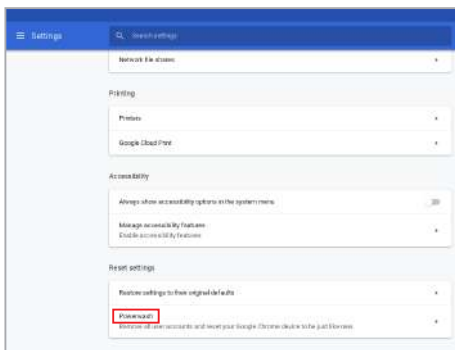 Settings
Search settings
Network file shares
Printing
Printers
Google Cloud Print
Accessibility
Always show accessibility options in the system menu
Manage accessibility features
Enable accessibility features
Reset settings
Restore settings to their original defaults
Powerwash
Remove all user accounts and reset your Google Chrome device to be just like new.